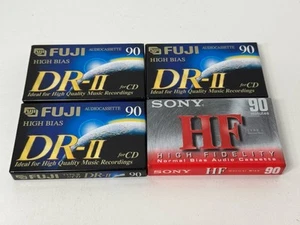 FUJI AUDIOCASSETTE 90
HIGH BIAS
DR-II for CD
Ideal for High Quality Music Recordings
FUJI AUDIOCASSETTE 90
HIGH BIAS
DR-II for CD
Ideal for High Quality Music Recordings
FUJI AUDIOCASSETTE 90
HIGH BIAS
DR-II for CD
Ideal for High Quality Music Recordings
DR-II 90
SONY 90
HF
HIGH FIDELITY
Normal Bias Audio Cassette
SONY HF 90